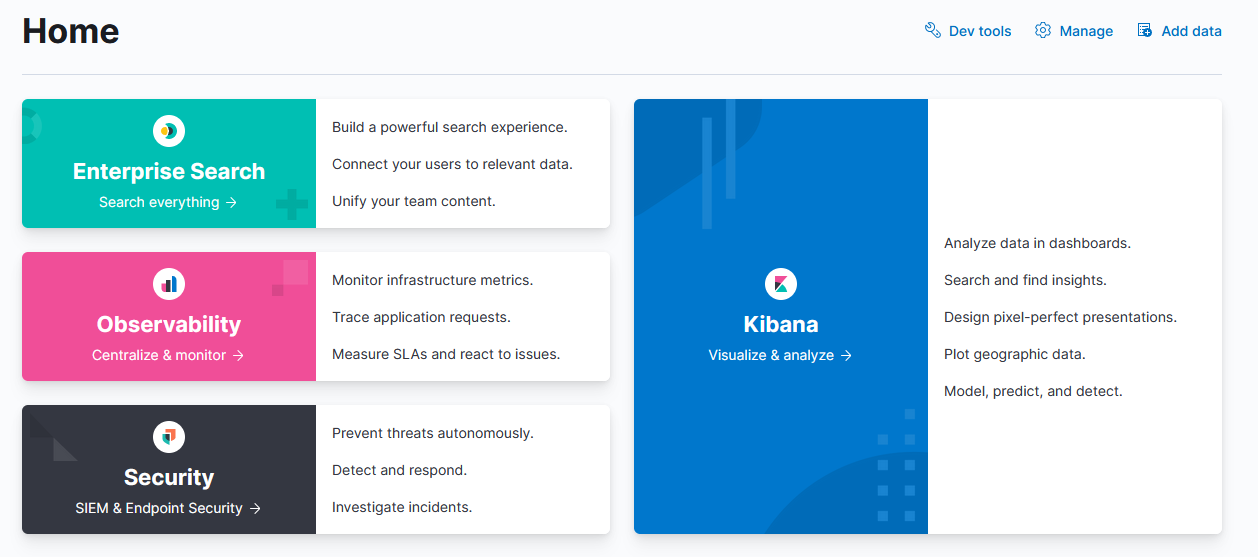 Home
Dev tools
Manage
Add data
Enterprise Search
Search everything →
Build a powerful search experience.
Connect your users to relevant data.
Unify your team content.
Observability
Centralize & monitor →
Monitor infrastructure metrics.
Trace application requests.
Measure SLAs and react to issues.
Security
SIEM & Endpoint Security →
Prevent threats autonomously.
Detect and respond.
Investigate incidents.
Kibana
Visualize & analyze →
Analyze data in dashboards.
Search and find insights.
Design pixel-perfect presentations.
Plot geographic data.
Model, predict, and detect.